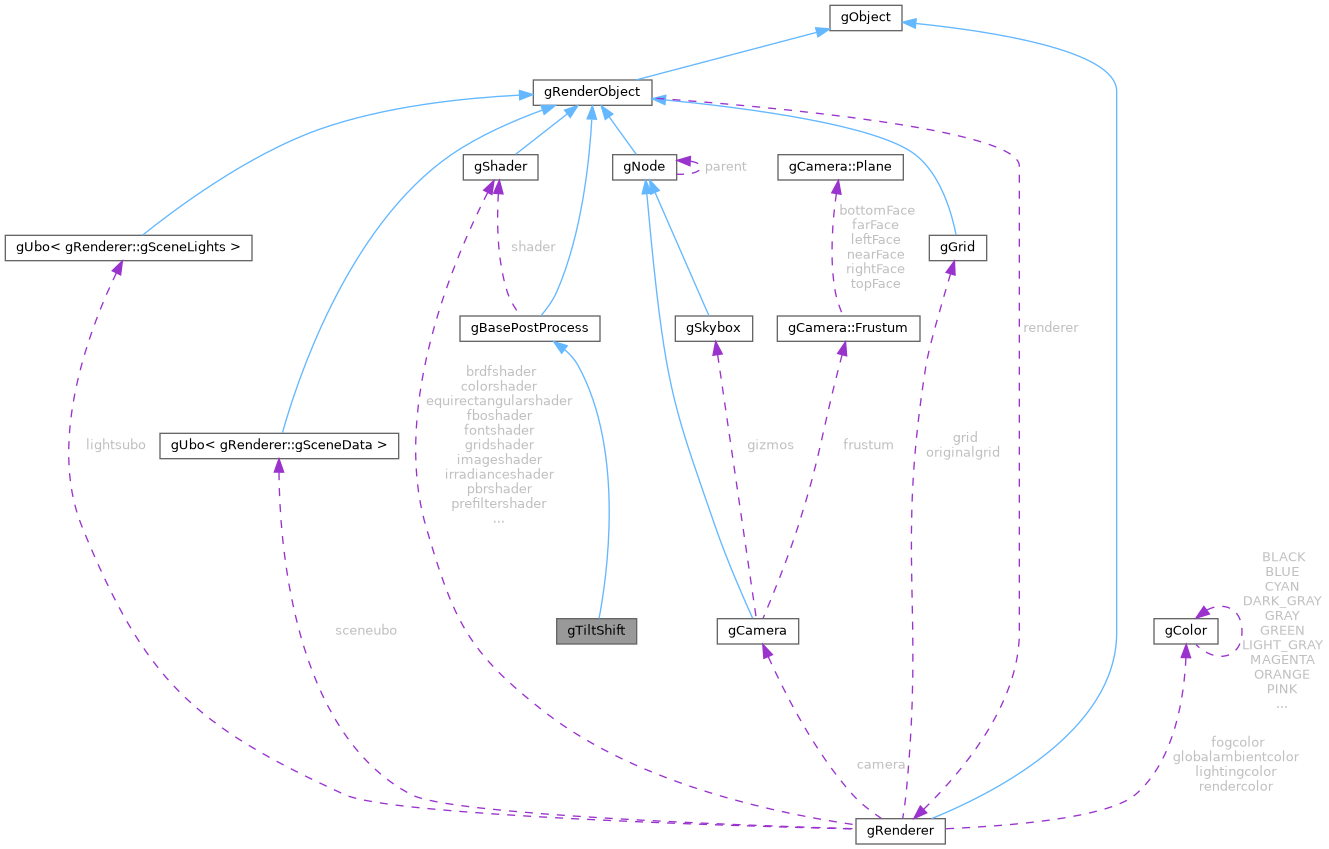 gObject
gRenderObject
gShader
gNode
parent
gCamera::Plane
bottomFace
farFace
leftFace
nearFace
rightFace
topFace
gUbo< gRenderer::gSceneLights >
shader
gGrid
gBasePostProcess
gSkybox
gCamera::Frustum
renderer
brdfshader
colorshader
equirectangularshader
fboshader
fontshader
gridshader
imageshader
irradianceshader
pbrshader
prefiltershader
...
lightsubo
gUbo< gRenderer::gSceneData >
gizmos
frustum
grid
originalgrid
sceneubo
gTiltShift
gCamera
gColor
BLACK
BLUE
CYAN
DARK_GRAY
GRAY
GREEN
LIGHT_GRAY
MAGENTA
ORANGE
PINK
...
camera
fogcolor
globalambientcolor
lightingcolor
rendercolor
gRenderer